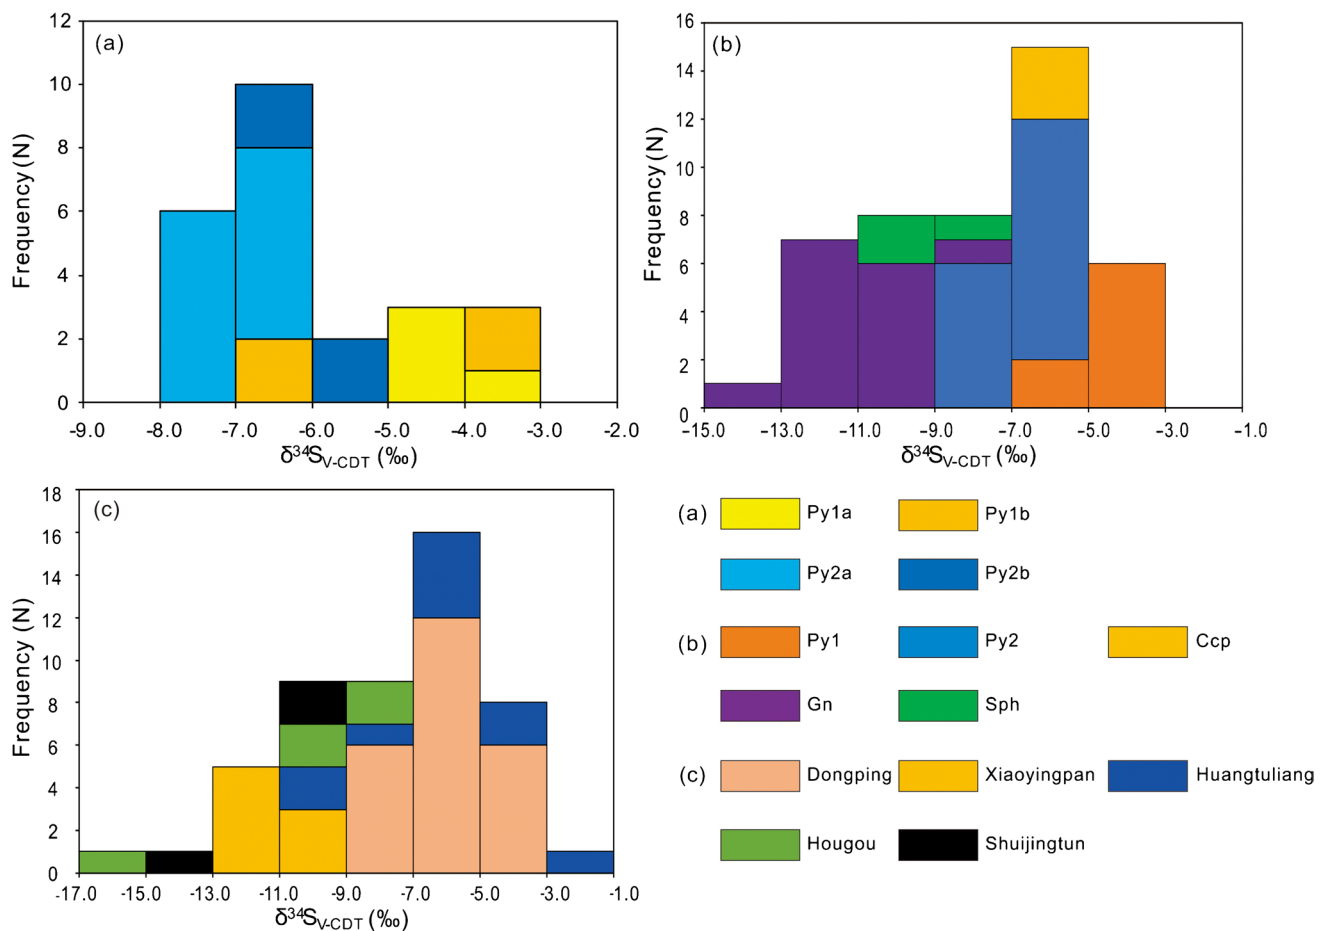 (a)
Frequency (N)
12
10
8
6
4
2
0
-9.0 -8.0 -7.0 -6.0 -5.0 -4.0 -3.0 -2.0
δ³⁴S_V-CDT (‰)
(b)
Frequency (N)
16
14
12
10
8
6
4
2
0
-15.0 -13.0 -11.0 -9.0 -7.0 -5.0 -3.0 -1.0
δ³⁴S_V-CDT (‰)
(c)
Frequency (N)
18
16
14
12
10
8
6
4
2
0
-17.0 -15.0 -13.0 -11.0 -9.0 -7.0 -5.0 -3.0 -1.0
δ³⁴S_V-CDT (‰)
(a) Py1a Py1b
Py2a Py2b
(b) Py1 Py2 Ccp
Gn Sph
(c) Dongping Xiaoyingpan Huangtuliang
Hougou Shuijingtun